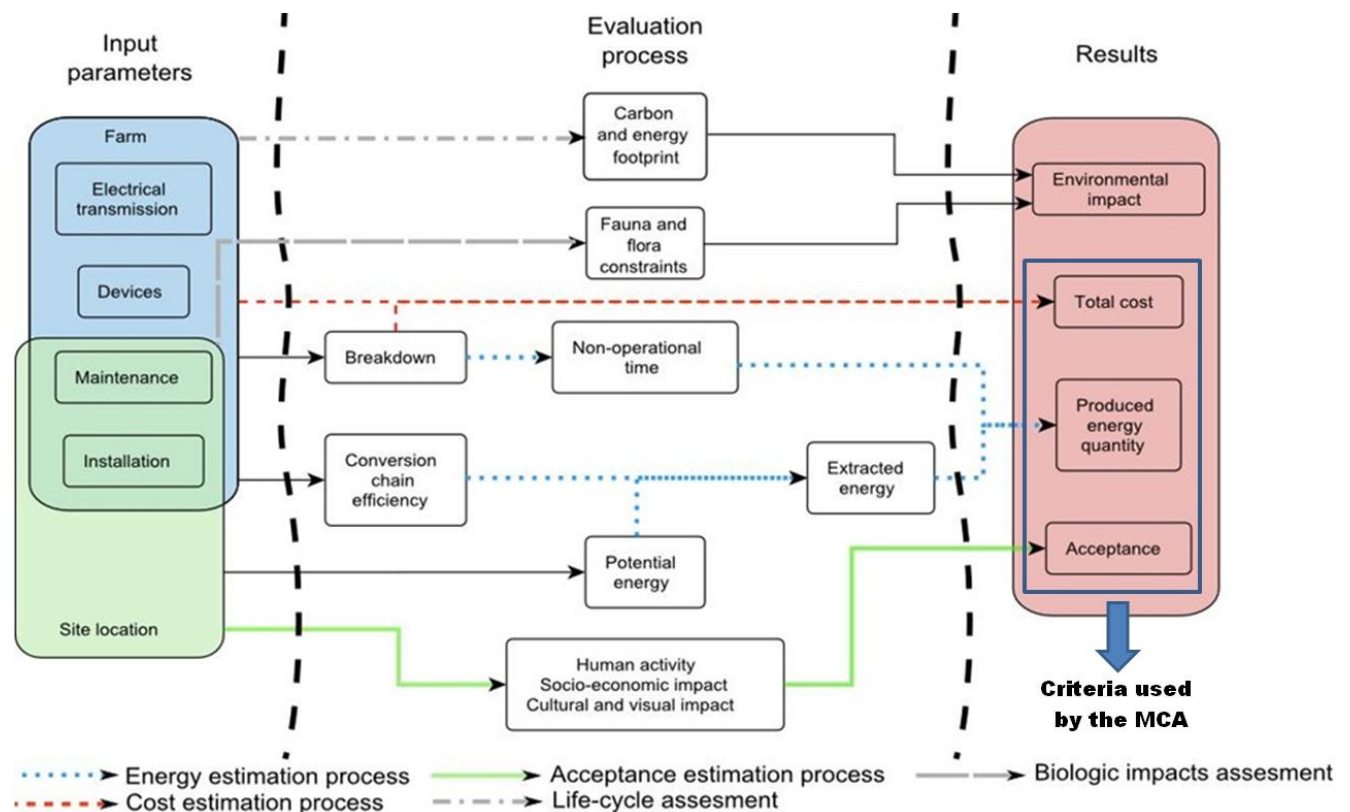 Input
parameters
Evaluation
process
Results
Farm
Electrical
transmission
Devices
Maintenance
Installation
Site location
Carbon
and energy
footprint
Fauna and
flora
constraints
Breakdown
Non-operational
time
Conversion
chain
efficiency
Extracted
energy
Potential
energy
Human activity
Socio-economic impact
Cultural and visual impact
Environmental
impact
Total cost
Produced
energy
quantity
Acceptance
Criteria used
by the MCA
Energy estimation process
Acceptance estimation process
Biologic impacts assesment
Cost estimation process
Life-cycle assesment